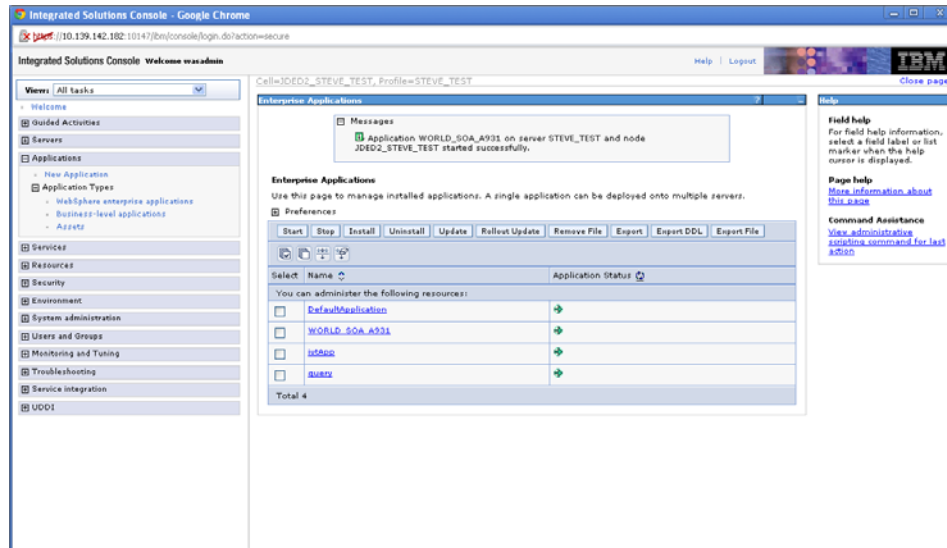 Integrated Solutions Console - Google Chrome
https://10.139.142.182:10147/ibm/console/login.do?action=secure
Integrated Solutions Console Welcome wasadmin
Help | Logout
IBM
Close page
View: All tasks
Welcome
Guided Activities
Servers
Applications
New Application
Application Types
WebSphere enterprise applications
Business-level applications
Assets
Services
Resources
Security
Environment
System administration
Users and Groups
Monitoring and Tuning
Troubleshooting
Service integration
UDDI
Cell=JDED2_STEVE_TEST, Profile=STEVE_TEST
Enterprise Applications
?
Messages
Application WORLD_SOA_A931 on server STEVE_TEST and node
JDED2_STEVE_TEST started successfully.
Enterprise Applications
Use this page to manage installed applications. A single application can be deployed onto multiple servers.
Preferences
Start Stop Install Uninstall Update Rollout Update Remove File Export Export DDL Export File
Select Name Application Status
You can administer the following resources:
DefaultApplication
WORLD_SOA_A931
ivtApp
query
Total 4
Help
Field help
For field help information,
select a field label or list
marker when the help
cursor is displayed.
Page help
More information about
this page
Command Assistance
View administrative
scripting command for last
action